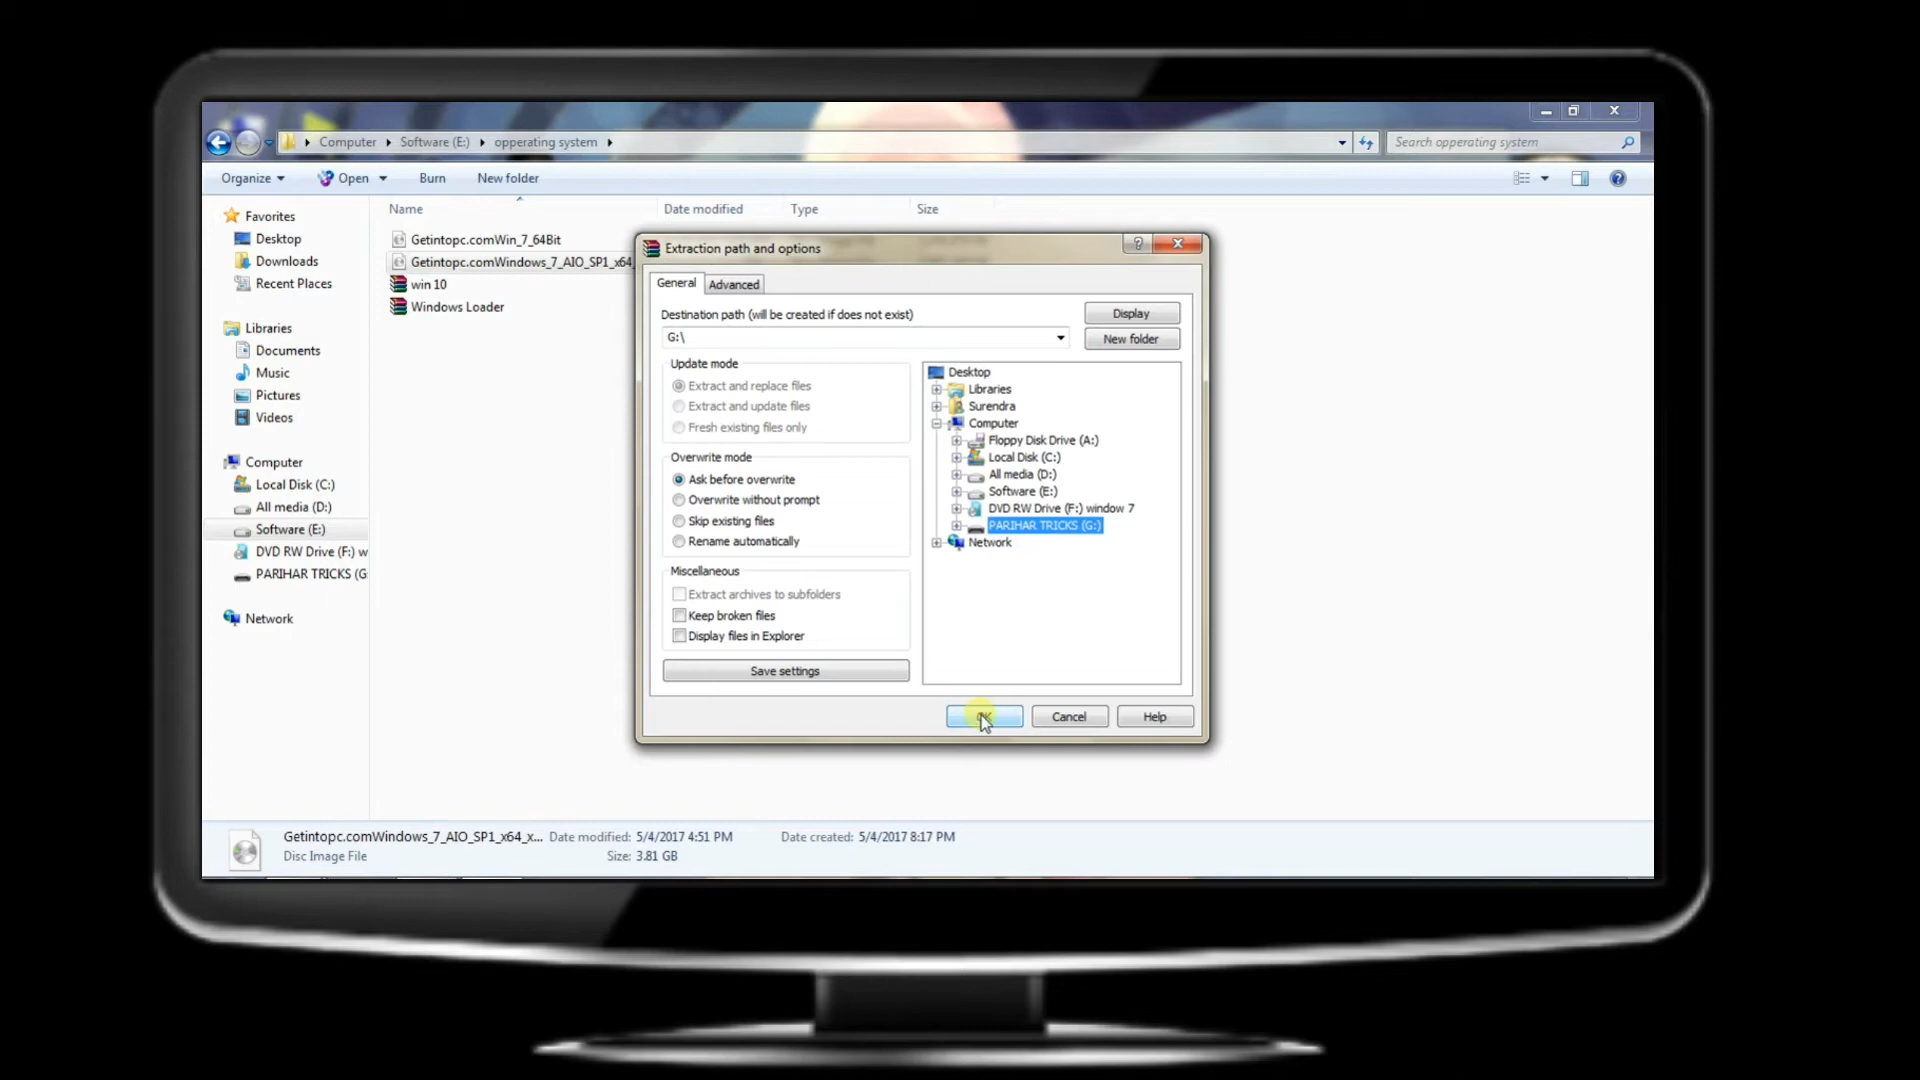 Computer
Software (E:)
opperating system
Search opperating system
Organize
Open
Burn
New folder
Favorites
Desktop
Downloads
Recent Places
Libraries
Documents
Music
Pictures
Videos
Computer
Local Disk (C:)
All media (D:)
Software (E:)
DVD RW Drive (F:) w
PARIHAR TRICKS (G:
Network
Name
Date modified
Type
Size
Getintopc.comWin_7_64Bit
Getintopc.comWindows_7_AIO_SP1_x64_
win 10
Windows Loader
Extraction path and options
General
Advanced
Destination path (will be created if does not exist)
G:\
Display
New folder
Update mode
Extract and replace files
Extract and update files
Fresh existing files only
Overwrite mode
Ask before overwrite
Overwrite without prompt
Skip existing files
Rename automatically
Miscellaneous
Extract archives to subfolders
Keep broken files
Display files in Explorer
Save settings
Desktop
Libraries
Surendra
Computer
Floppy Disk Drive (A:)
Local Disk (C:)
All media (D:)
Software (E:)
DVD RW Drive (F:) window 7
PARIHAR TRICKS (G:)
Network
OK
Cancel
Help
Getintopc.comWindows_7_AIO_SP1_x64_x...
Date modified: 5/4/2017 4:51 PM
Date created: 5/4/2017 8:17 PM
Disc Image File
Size: 3.81 GB